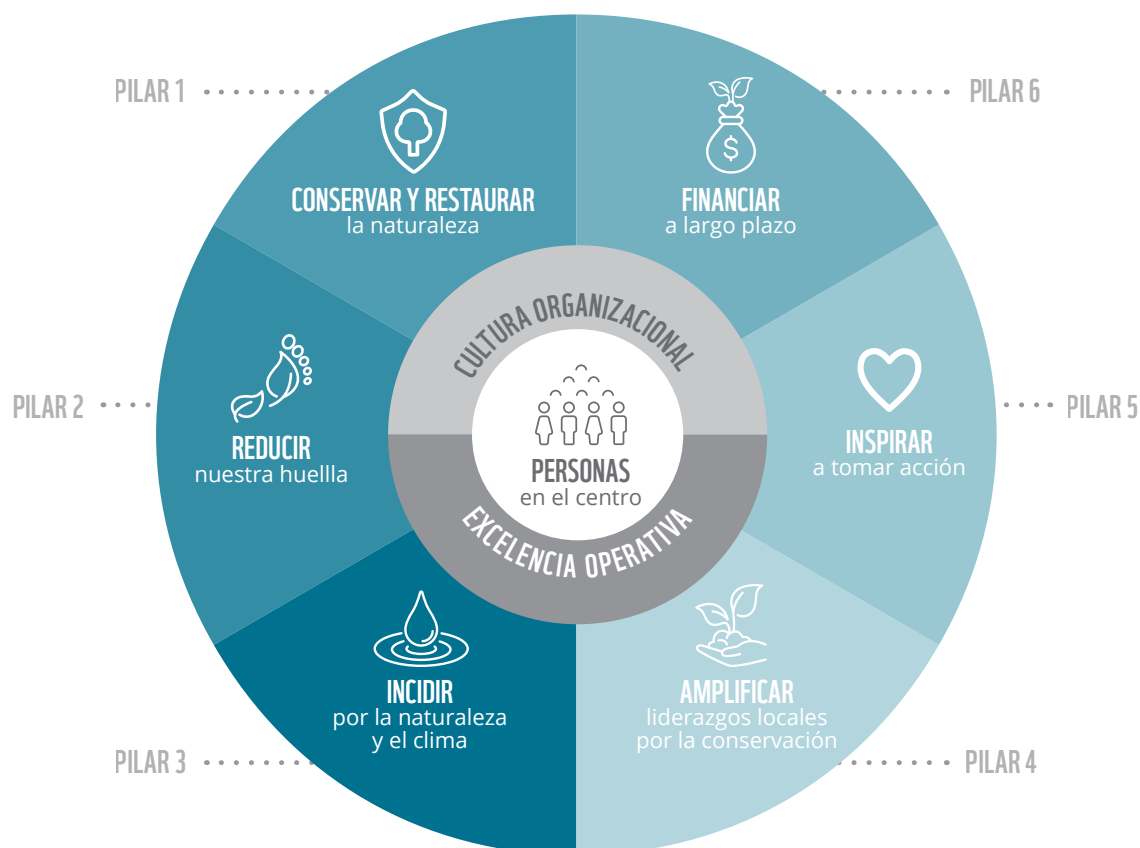 PILAR 1
CONSERVAR Y RESTAURAR
la naturaleza
PILAR 2
REDUCIR
nuestra huellla
PILAR 3
INCIDIR
por la naturaleza
y el clima
PILAR 4
AMPLIFICAR
liderazgos locales
por la conservación
PILAR 5
INSPIRAR
a tomar acción
PILAR 6
$
FINANCIAR
a largo plazo
CULTURA ORGANIZACIONAL
PERSONAS
en el centro
EXCELENCIA OPERATIVA